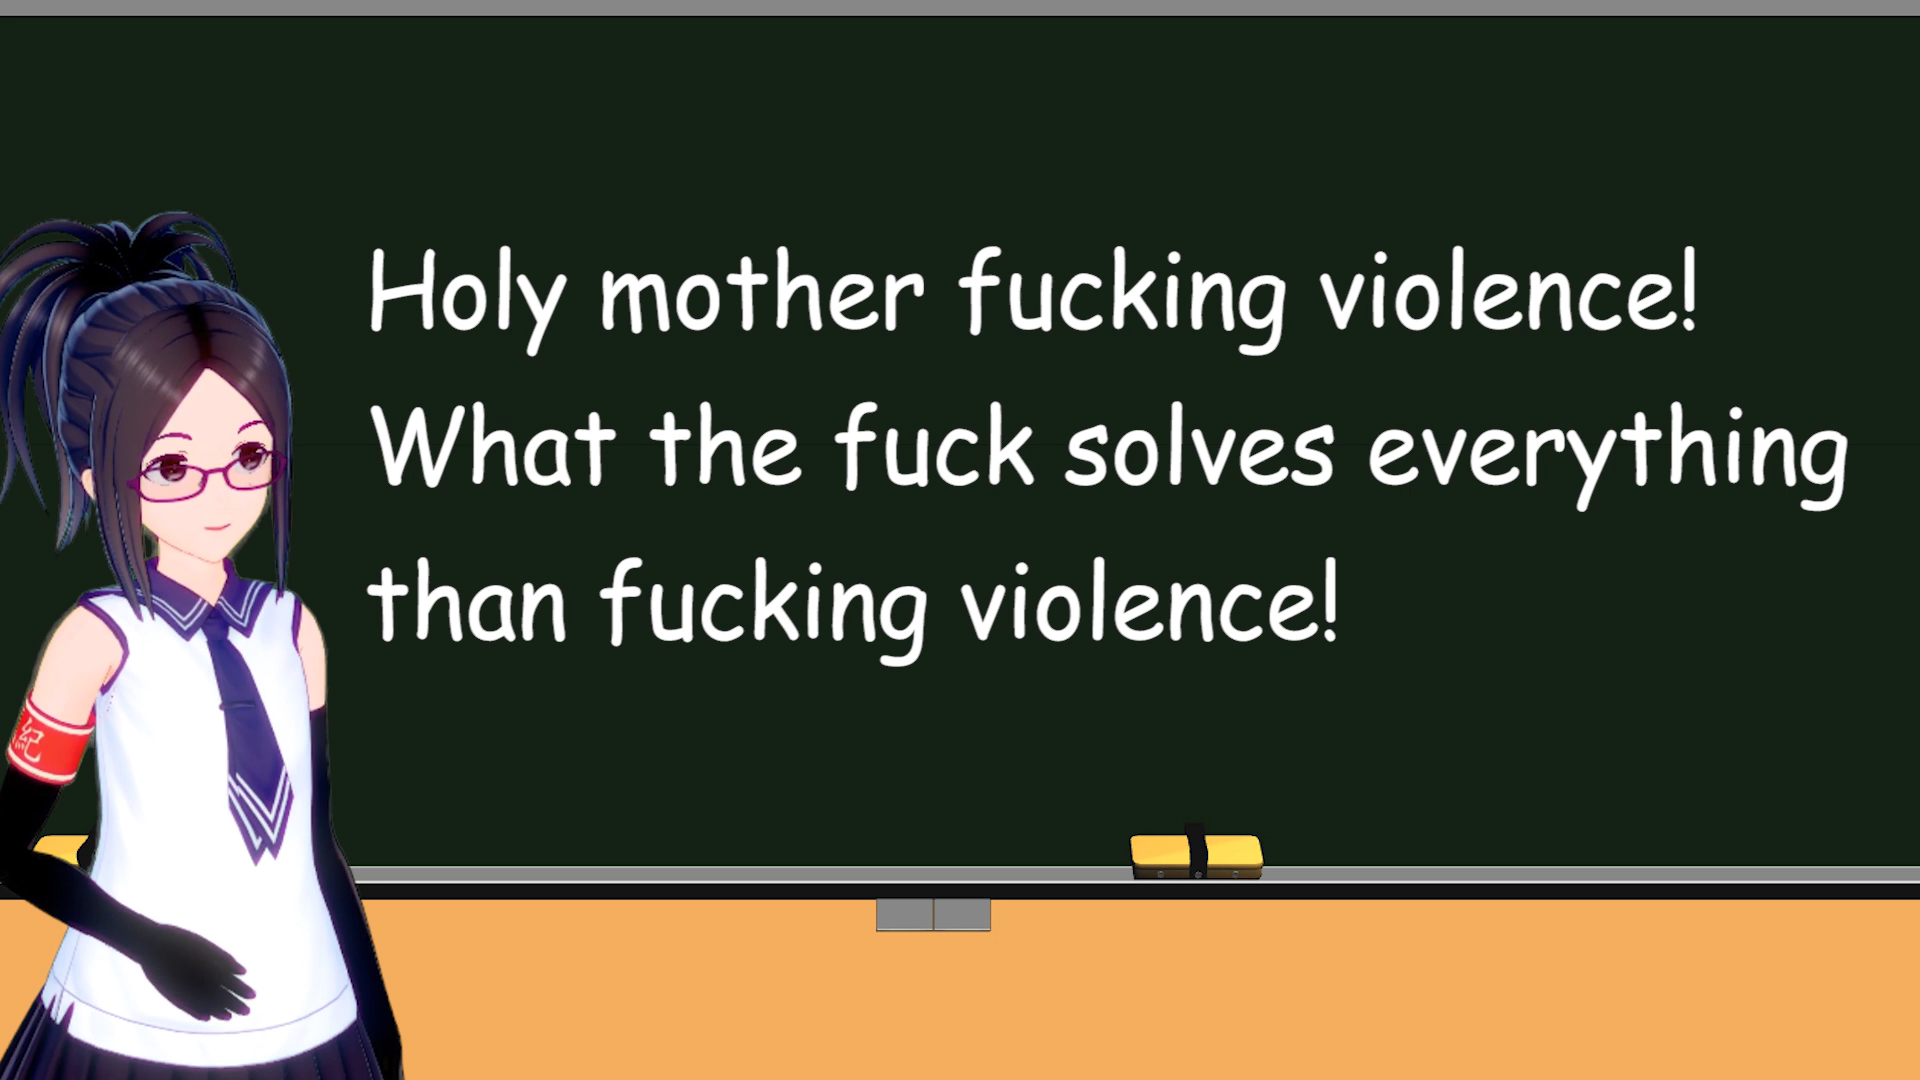 Holy mother fucking violence!
What the fuck solves everything
than fucking violence!
紀